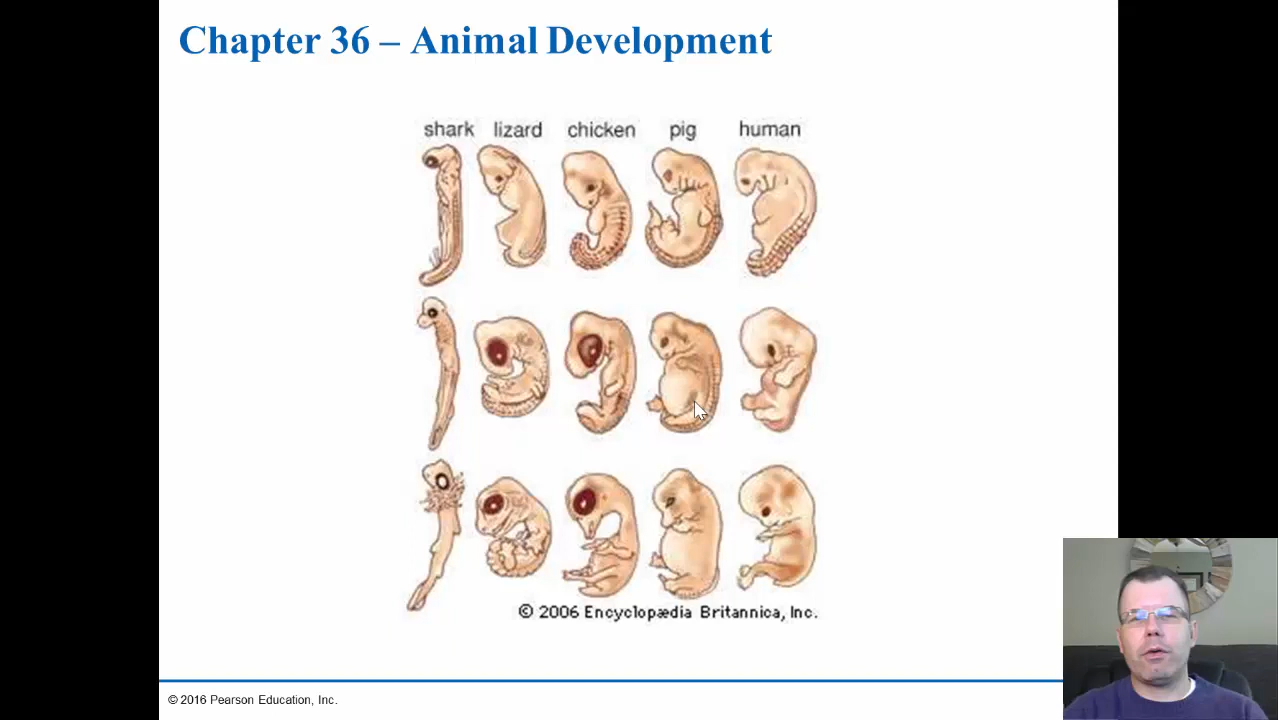 Chapter 36 – Animal Development
shark lizard chicken pig human
© 2006 Encyclopædia Britannica, Inc.
© 2016 Pearson Education, Inc.